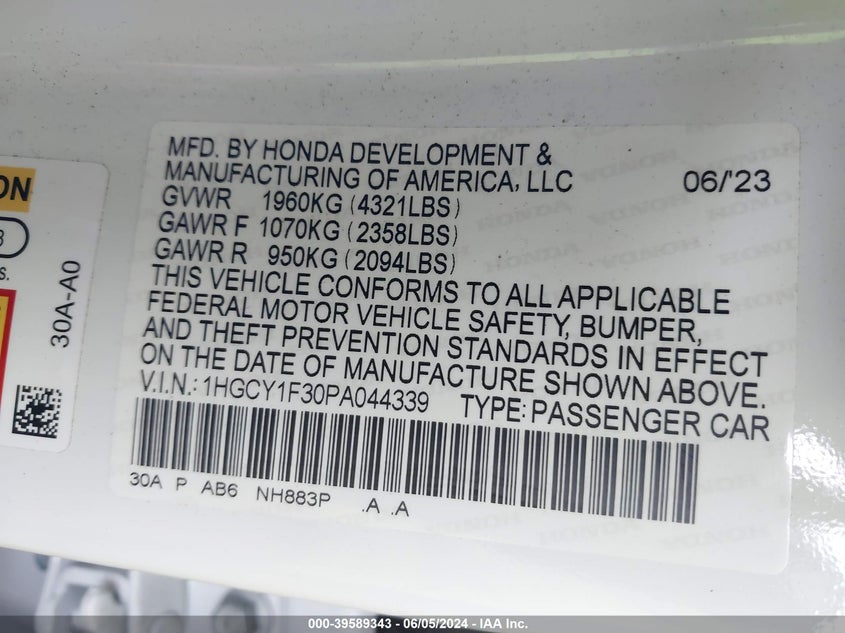 MFD. BY HONDA DEVELOPMENT &
MANUFACTURING OF AMERICA, LLC 06/'23
GVWR 1960KG (4321LBS)
GAWR F 1070KG (2358LBS)
GAWR R 950KG (2094LBS)
THIS VEHICLE CONFORMS TO ALL APPLICABLE
FEDERAL MOTOR VEHICLE SAFETY, BUMPER,
AND THEFT PREVENTION STANDARDS IN EFFECT
ON THE DATE OF MANUFACTURE SHOWN ABOVE.
V.I.N.: 1HGCY1F30PA044339 TYPE: PASSENGER CAR
30A P AB6 NH883P .A .A
30A-A0
000-39589343 - 06/05/2024 - IAA Inc.